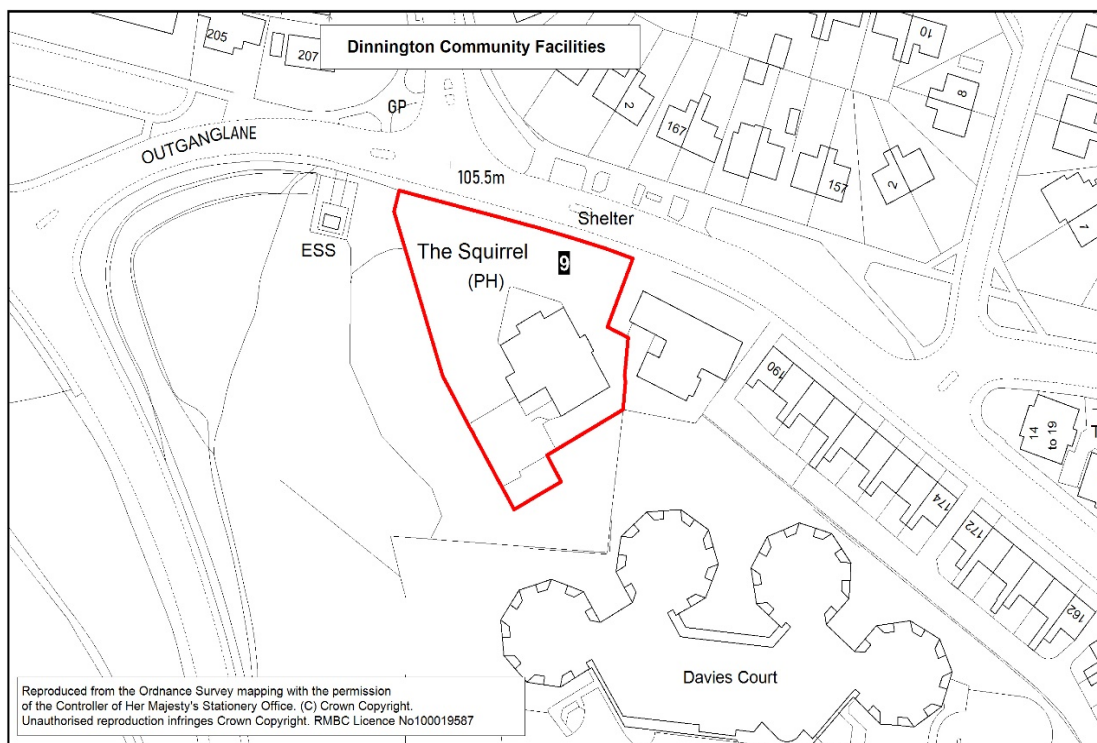 205
207
Dinnington Community Facilities
10
8
2
167
GP
OUTGANGLANE
157
2
1
105.5m
Shelter
ESS
The Squirrel
(PH)
9
190
14
to 19
T
174
172
162
Davies Court
Reproduced from the Ordnance Survey mapping with the permission
of the Controller of Her Majesty's Stationery Office. (C) Crown Copyright.
Unauthorised reproduction infringes Crown Copyright. RMBC Licence No100019587